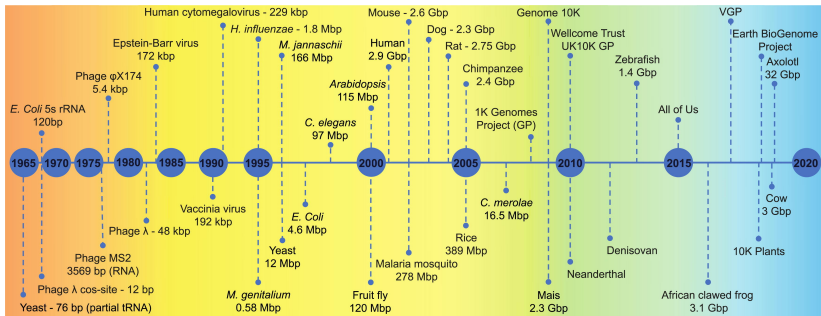 Human cytomegalovirus - 229 kbp
Mouse - 2.6 Gbp
Genome 10K
VGP
H. influenzae - 1.8 Mbp
Dog - 2.3 Gbp
Wellcome Trust
UK10K GP
Earth BioGenome
Project
Epstein-Barr virus
172 kbp
M. jannaschii
166 Mbp
Human
2.9 Gbp
Rat - 2.75 Gbp
Zebrafish
1.4 Gbp
Axolotl
32 Gbp
Phage φX174
5.4 kbp
Arabidopsis
115 Mbp
Chimpanzee
2.4 Gbp
E. Coli 5s rRNA
120bp
C. elegans
97 Mbp
1K Genomes
Project (GP)
All of Us
1965 1970 1975 1980 1985 1990 1995 2000 2005 2010 2015 2020
Vaccinia virus
192 kbp
C. merolae
16.5 Mbp
Cow
3 Gbp
Phage λ - 48 kbp
E. Coli
4.6 Mbp
Phage MS2
3569 bp (RNA)
Yeast
12 Mbp
Rice
389 Mbp
Denisovan
10K Plants
Malaria mosquito
278 Mbp
Neanderthal
Phage λ cos-site - 12 bp
Yeast - 76 bp (partial tRNA)
M. genitalium
0.58 Mbp
Fruit fly
120 Mbp
Mais
2.3 Gbp
African clawed frog
3.1 Gbp